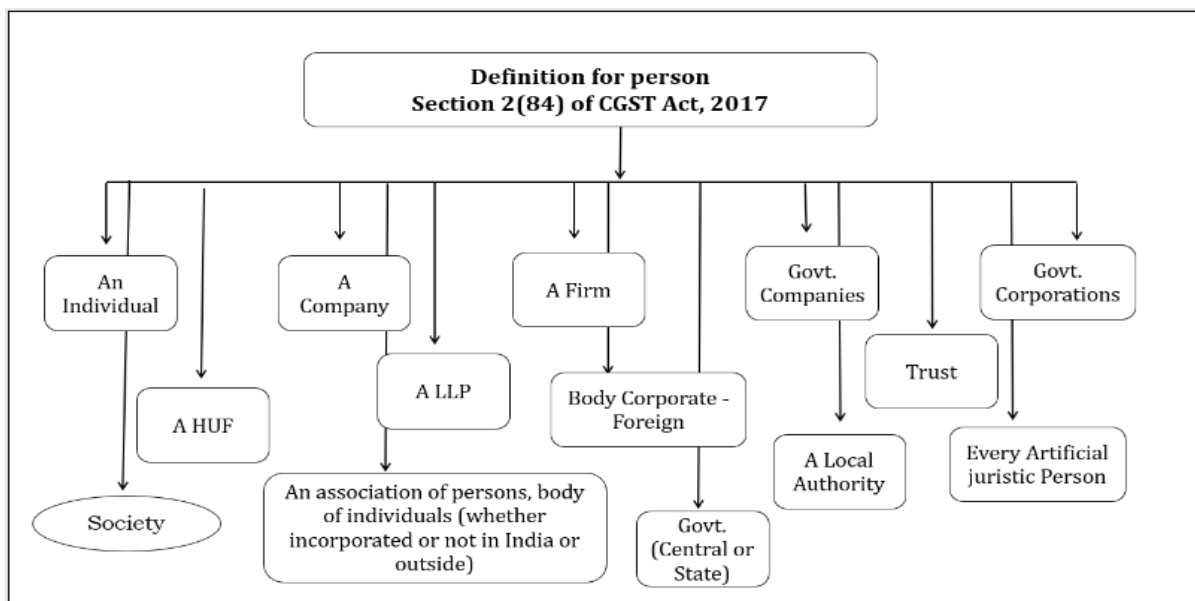 Definition for person
Section 2(84) of CGST Act, 2017
An
Individual
A
Company
A Firm
Govt.
Companies
Govt.
Corporations
A HUF
A LLP
Body Corporate -
Foreign
Trust
Society
An association of persons, body
of individuals (whether
incorporated or not in India or
outside)
Govt.
(Central or
State)
A Local
Authority
Every Artificial
juristic Person